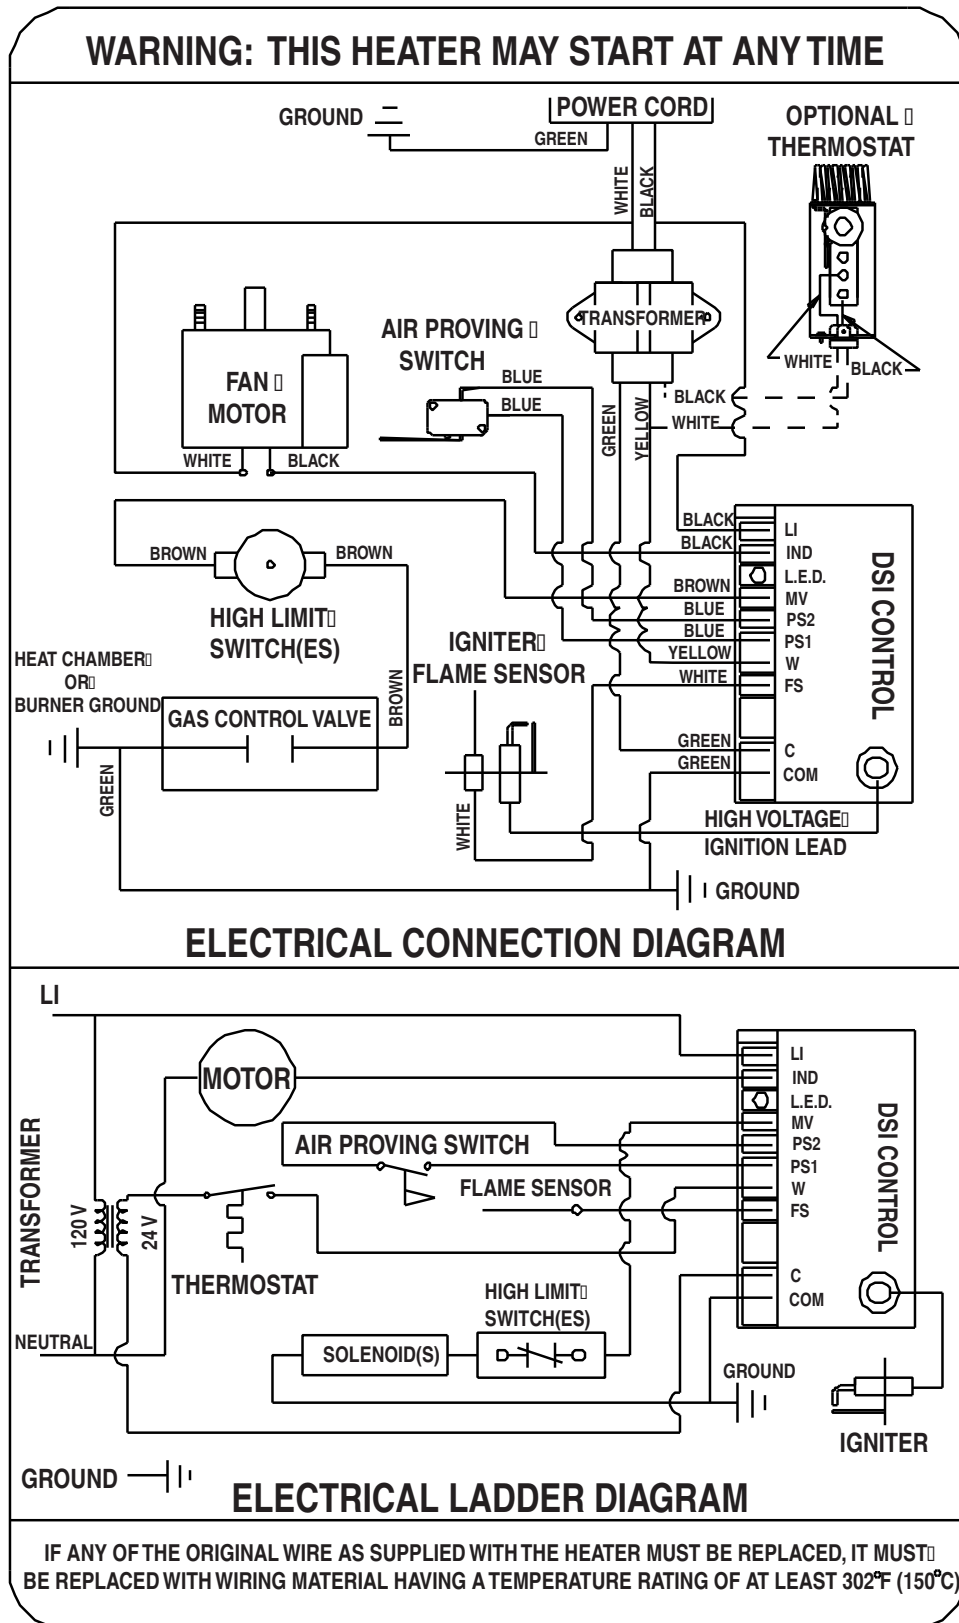 WARNING: THIS HEATER MAY START AT ANY TIME
GROUND
POWER CORD
GREEN
WHITE
BLACK
OPTIONAL
THERMOSTAT
TRANSFORMER
AIR PROVING
SWITCH
FAN
MOTOR
WHITE
BLACK
BLUE
BLUE
GREEN
YELLOW
BLACK
WHITE
WHITE
BLACK
BROWN
BROWN
HIGH LIMIT
SWITCH(ES)
BROWN
HEAT CHAMBER
OR
BURNER GROUND
GAS CONTROL VALVE
GREEN
IGNITER
FLAME SENSOR
WHITE
BLACK
BLACK
BROWN
BLUE
BLUE
YELLOW
WHITE
GREEN
GREEN
LI
IND
L.E.D.
MV
PS2
PS1
W
FS
C
COM
DSI CONTROL
HIGH VOLTAGE
IGNITION LEAD
GROUND
ELECTRICAL CONNECTION DIAGRAM
LI
MOTOR
TRANSFORMER
120 V
24 V
AIR PROVING SWITCH
FLAME SENSOR
THERMOSTAT
HIGH LIMIT
SWITCH(ES)
SOLENOID(S)
NEUTRAL
LI
IND
L.E.D.
MV
PS2
PS1
W
FS
C
COM
DSI CONTROL
GROUND
IGNITER
GROUND
ELECTRICAL LADDER DIAGRAM
IF ANY OF THE ORIGINAL WIRE AS SUPPLIED WITH THE HEATER MUST BE REPLACED, IT MUST
BE REPLACED WITH WIRING MATERIAL HAVING A TEMPERATURE RATING OF AT LEAST 302°F (150°C)